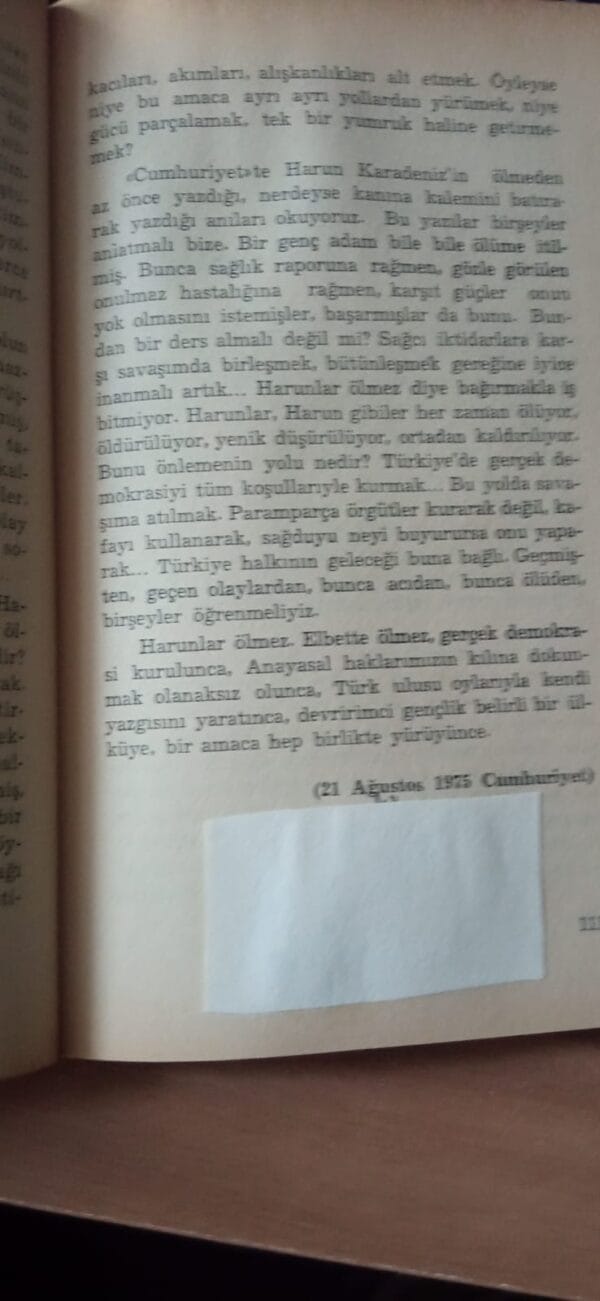 kacıları, akımları, alışkanlıkları alt etmek. Öyleyse
niye bu amaca ayrı ayrı yollardan yürümek, niye
gücü parçalamak, tek bir yumruk haline getirme-
mek?
«Cumhuriyet»te Harun Karadeniz'in ölmeden
az önce yazdığı, nerdeyse kanına kalemini batıra-
rak yazdığı anıları okuyoruz. Bu yazılar birşeyler
anlatmalı bize. Bir genç adam bile bile ölüme itil-
miş. Bunca sağlık raporuna rağmen, gözle görülen
onulmaz hastalığına rağmen, karşıt güçler onun
yok olmasını istemişler, başarmışlar da bunu. Bun-
dan bir ders almalı değil mi? Sağcı iktidarlara kar-
şı savaşımda birleşmek, bütünleşmek gereğine iyice
inanmalı artık... Harunlar ölmez diye bağırmakla iş
bitmiyor. Harunlar, Harun gibiler her zaman ölüyor,
öldürülüyor, yenik düşürülüyor, ortadan kaldırılıyor.
Bunu önlemenin yolu nedir? Türkiye'de gerçek de-
mokrasiyi tüm koşullarıyle kurmak... Bu yolda sava-
şıma atılmak. Paramparça örgütler kurarak değil, ka-
fayı kullanarak, sağduyu neyi buyurursa onu yapa-
rak... Türkiye halkının geleceği buna bağlı. Geçmiş-
ten, geçen olaylardan, bunca acıdan, bunca ölüden,
birşeyler öğrenmeliyiz.
Harunlar ölmez. Elbette ölmez, gerçek demokra-
si kurulunca, Anayasal haklarımızın kılına dokun-
mak olanaksız olunca, Türk ulusu oylarıyla kendi
yazgısını yaratınca, devririmci gençlik belirli bir ül-
küye, bir amaca hep birlikte yürüyünce.
(21 Ağustos 1975 Cumhuriyet)